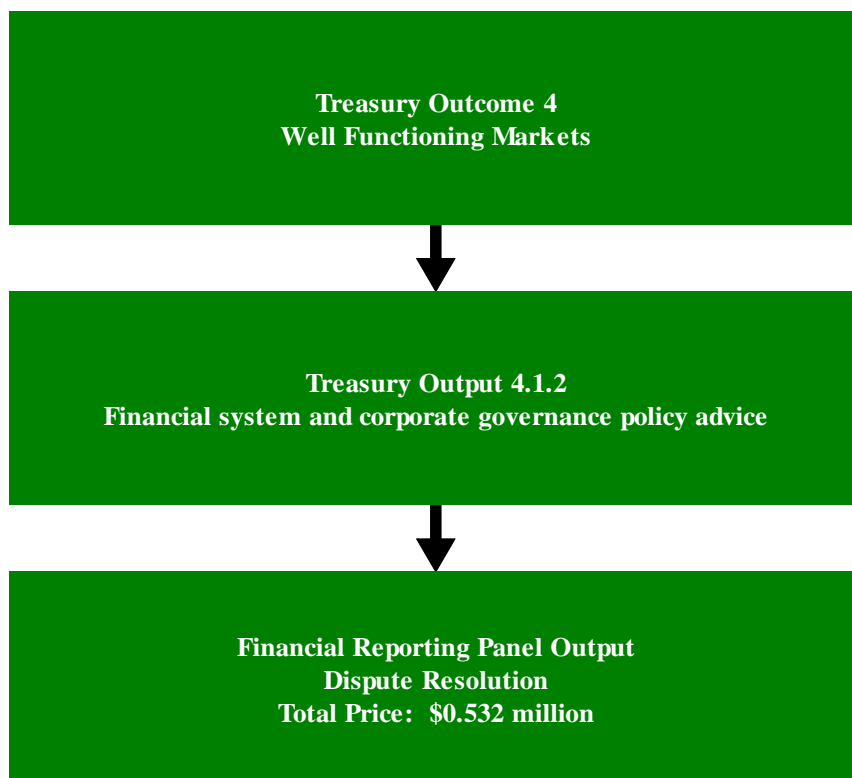 Treasury Outcome 4
Well Functioning Markets
Treasury Output 4.1.2
Financial system and corporate governance policy advice
Financial Reporting Panel Output
Dispute Resolution
Total Price:  $0.532 million